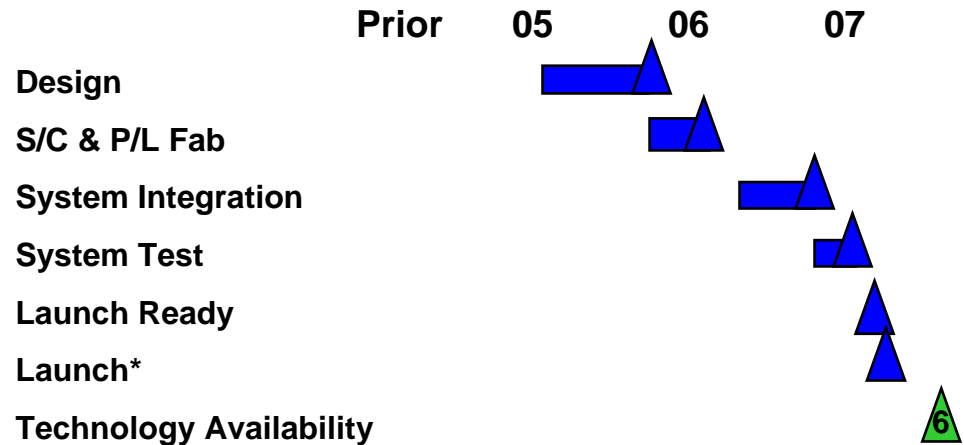 Prior 05 06 07
Design
S/C & P/L Fab
System Integration
System Test
Launch Ready
Launch*
Technology Availability 6